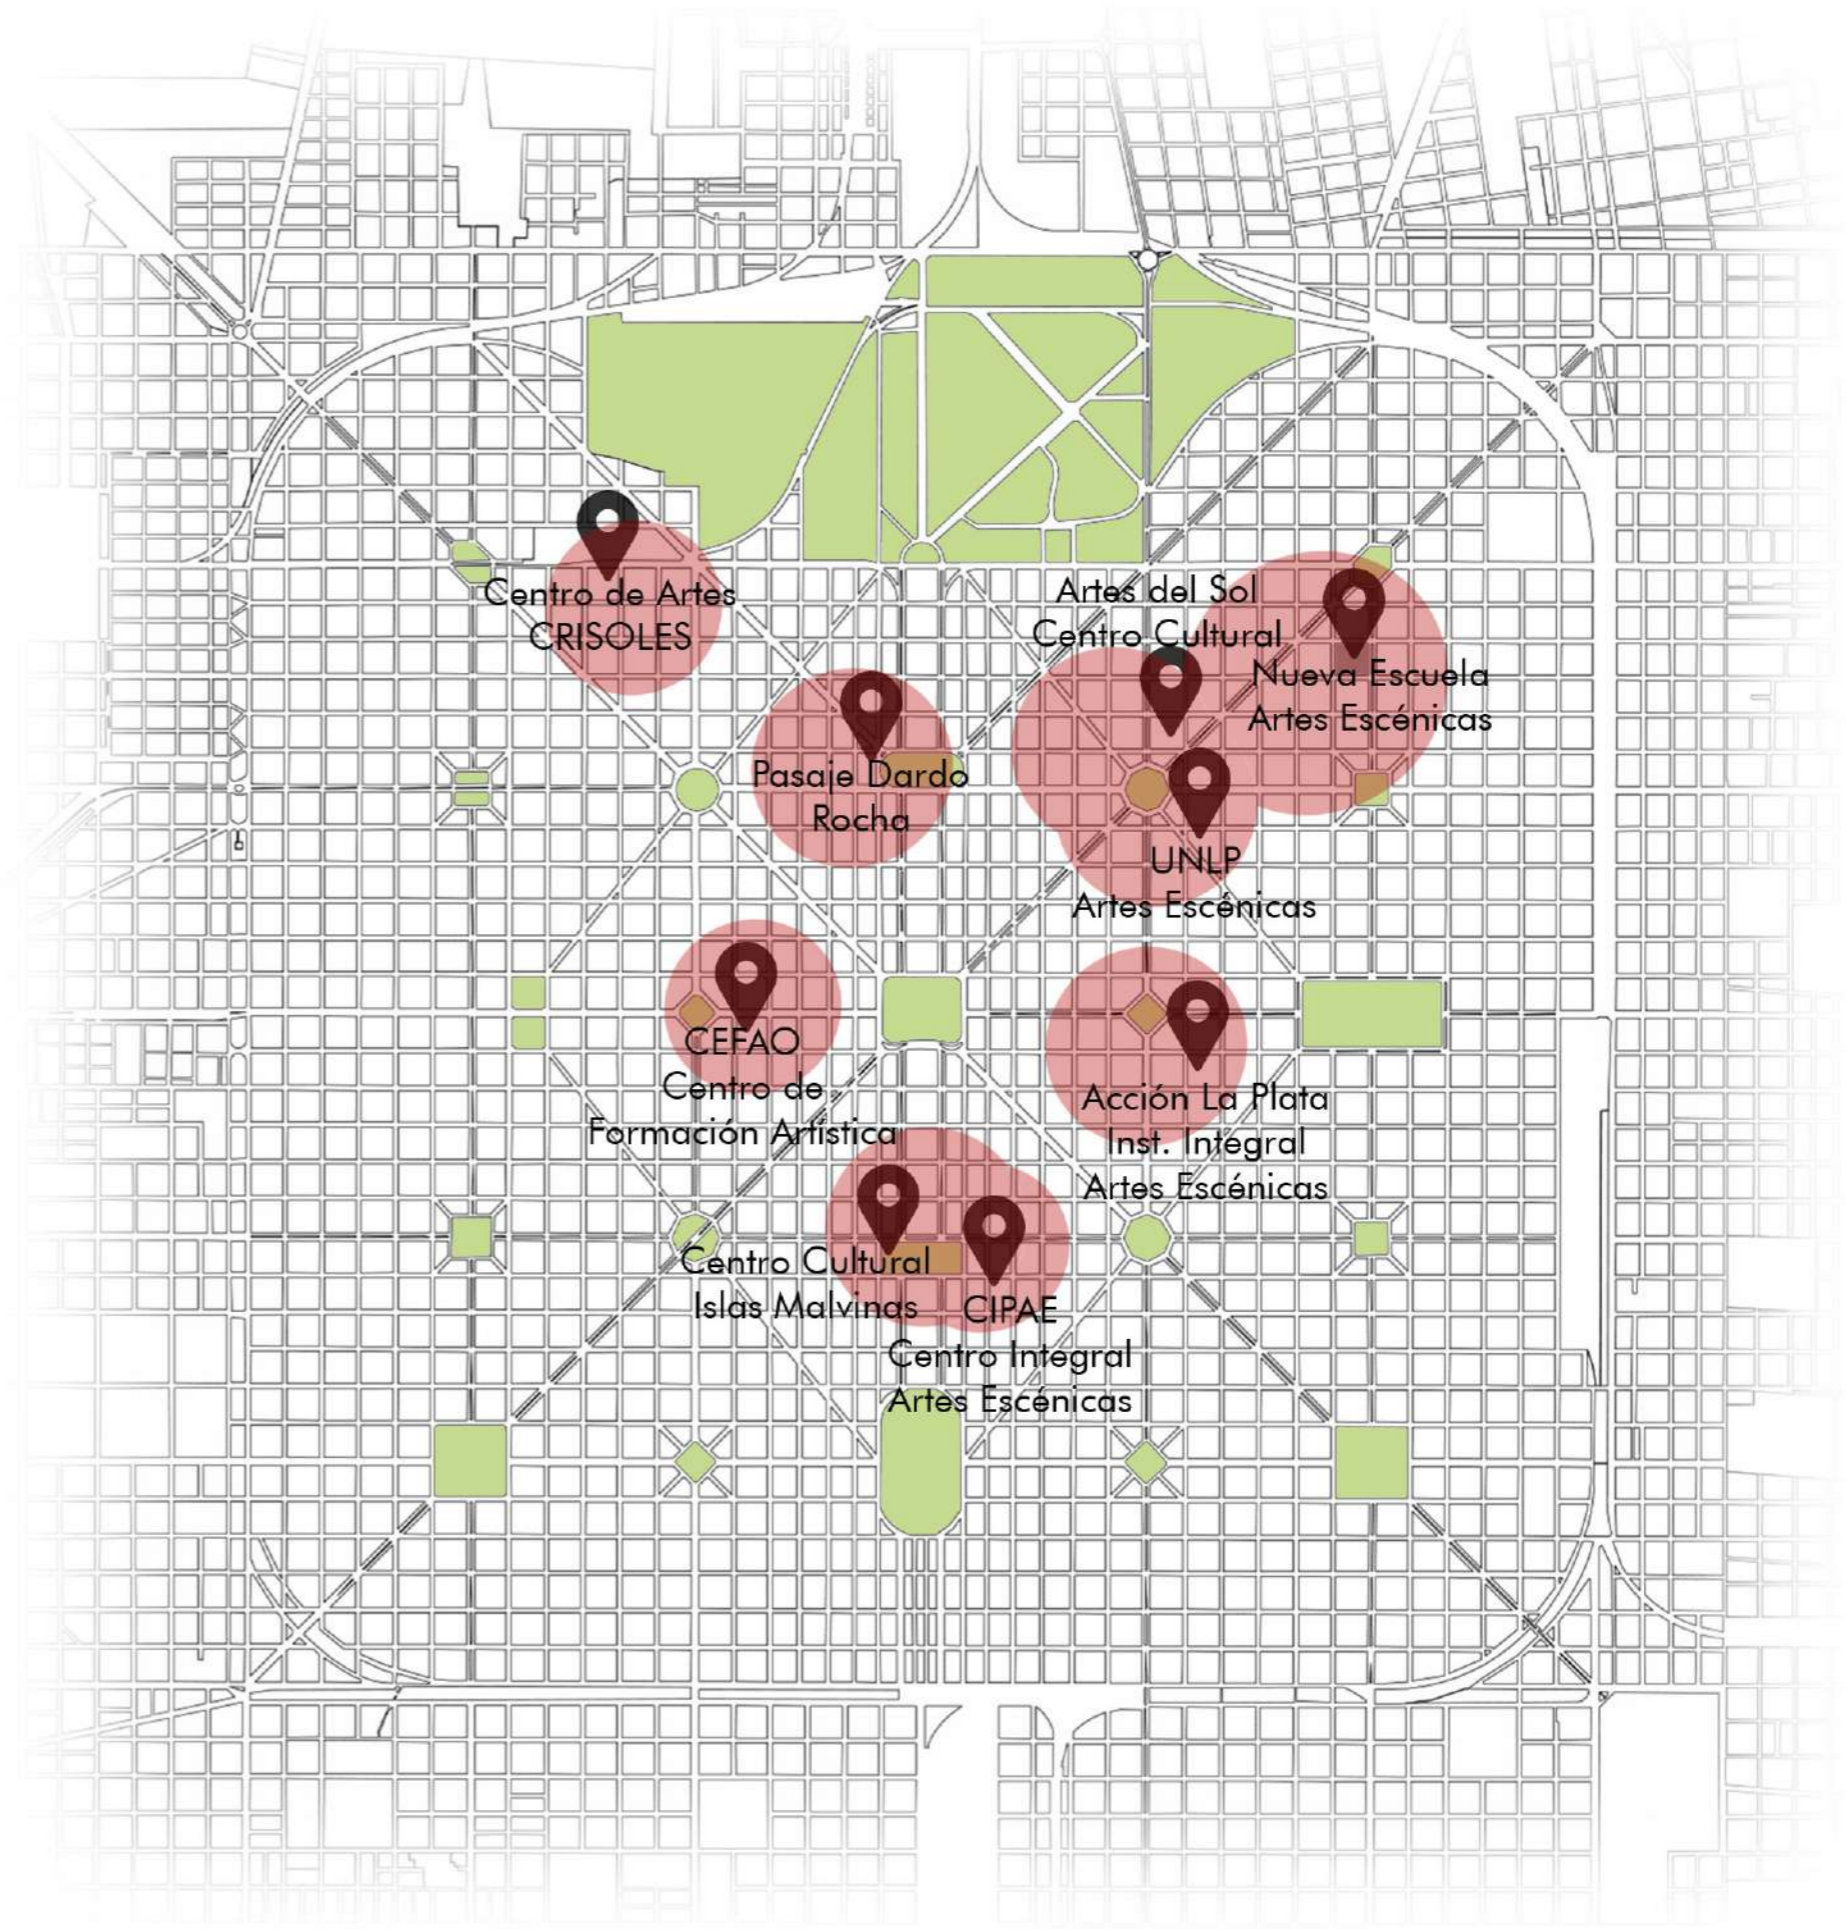 Centro de Artes
CRISOLES
Artes del Sol
Centro Cultural
Nueva Escuela
Artes Escénicas
Pasaje Dardo
Rocha
UNLP
Artes Escénicas
CEFAO
Centro de
Formación Artística
Acción La Plata
Inst. Integral
Artes Escénicas
Centro Cultural
Islas Malvinas
CIPAE
Centro Integral
Artes Escénicas